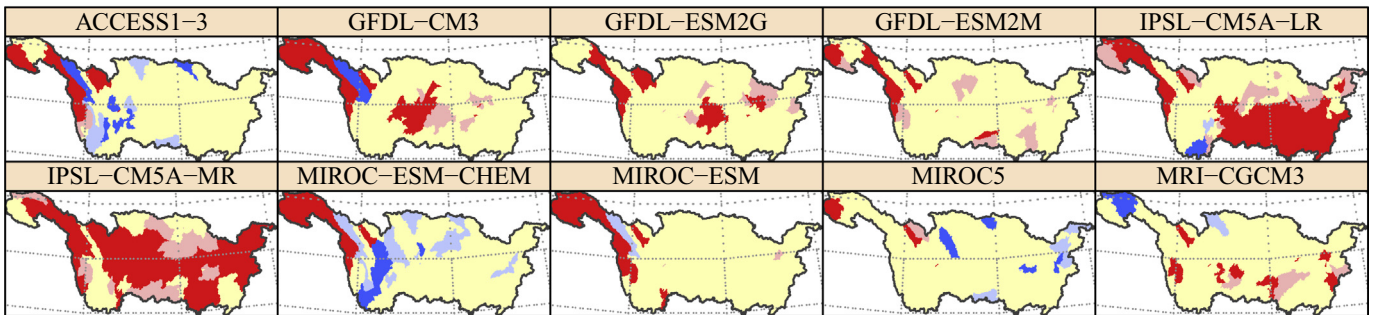 ACCESS1−3 GFDL−CM3 GFDL−ESM2G GFDL−ESM2M IPSL−CM5A−LR
IPSL−CM5A−MR MIROC−ESM−CHEM MIROC−ESM MIROC5 MRI−CGCM3